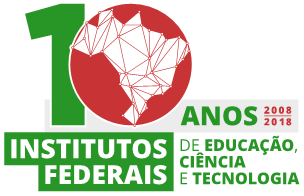 10
ANOS 2008
2018
INSTITUTOS
FEDERAIS
DE EDUCAÇÃO,
CIÊNCIA
E TECNOLOGIA